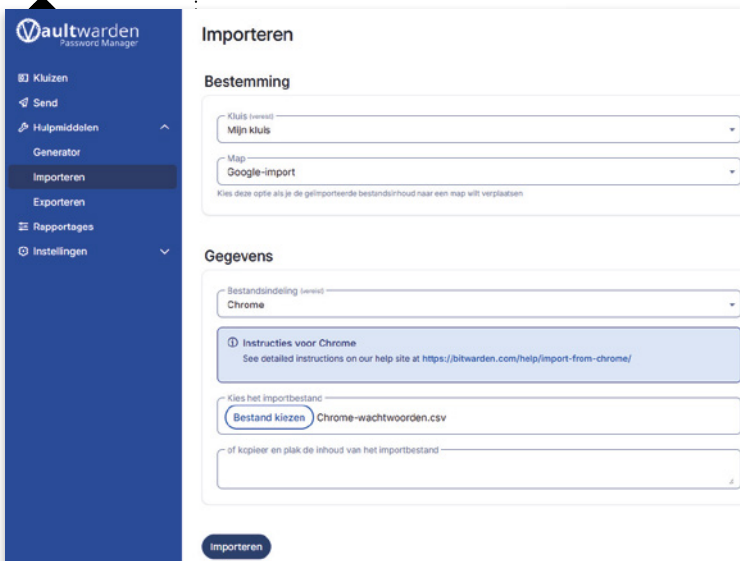 Vaultwarden
Password Manager
Kluizen
Send
Hulpmiddelen
Generator
Importeren
Exporteren
Rapportages
Instellingen
Importeren
Bestemming
Kluis (vereist)
Mijn kluis
Map
Google-import
Kies deze optie als je de geïmporteerde bestandsinhoud naar een map wilt verplaatsen
Gegevens
Bestandsindeling (vereist)
Chrome
Instructies voor Chrome
See detailed instructions on our help site at https://bitwarden.com/help/import-from-chrome/
Kies het importbestand
Bestand kiezen Chrome-wachtwoorden.csv
of kopieer en plak de inhoud van het importbestand
Importeren